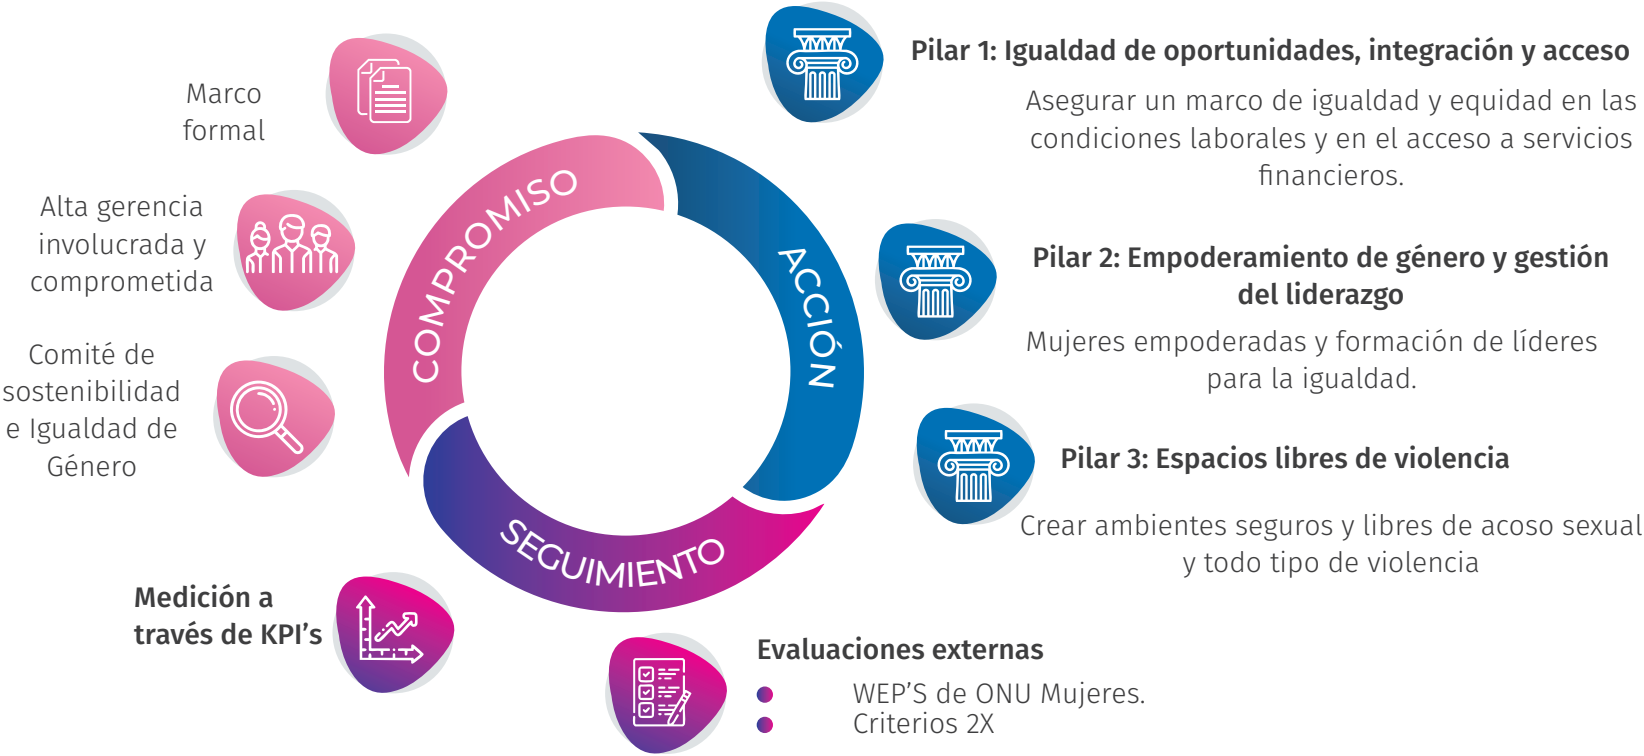 Marco
formal
Alta gerencia
involucrada y
comprometida
Comité de
sostenibilidad
e Igualdad de
Género
COMPROMISO
ACCIÓN
SEGUIMIENTO
Pilar 1: Igualdad de oportunidades, integración y acceso
Asegurar un marco de igualdad y equidad en las
condiciones laborales y en el acceso a servicios
financieros.
Pilar 2: Empoderamiento de género y gestión
del liderazgo
Mujeres empoderadas y formación de líderes
para la igualdad.
Pilar 3: Espacios libres de violencia
Crear ambientes seguros y libres de acoso sexual
y todo tipo de violencia
Medición a
través de KPI’s
Evaluaciones externas
WEP’S de ONU Mujeres.
Criterios 2X